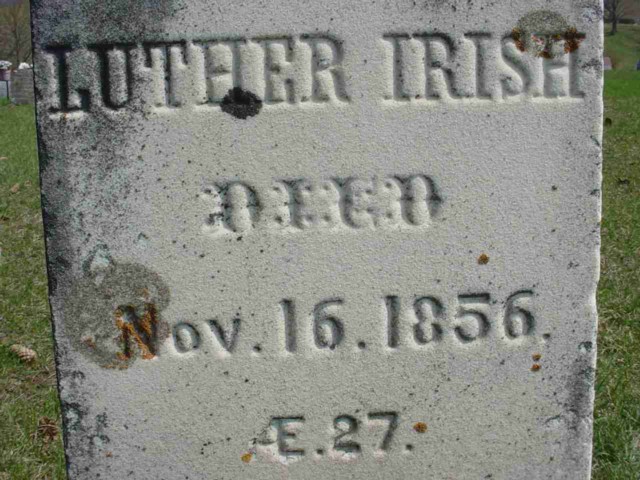 LUTHER IRISH
DIED
Nov. 16. 1856.
Æ. 27.